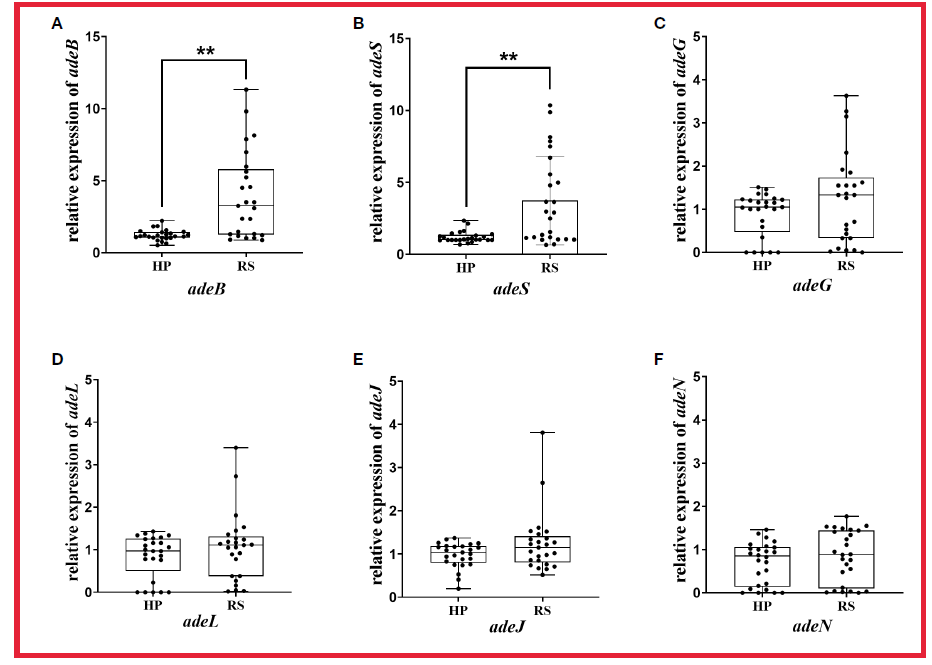 A
relative expression of adeB
15
10
5
0
**
HP RS
adeB
B
relative expression of adeS
15
10
5
0
**
HP RS
adeS
C
relative expression of adeG
5
4
3
2
1
0
HP RS
adeG
D
relative expression of adeL
5
4
3
2
1
0
HP RS
adeL
E
relative expression of adeJ
5
4
3
2
1
0
HP RS
adeJ
F
relative expression of adeN
5
4
3
2
1
0
HP RS
adeN